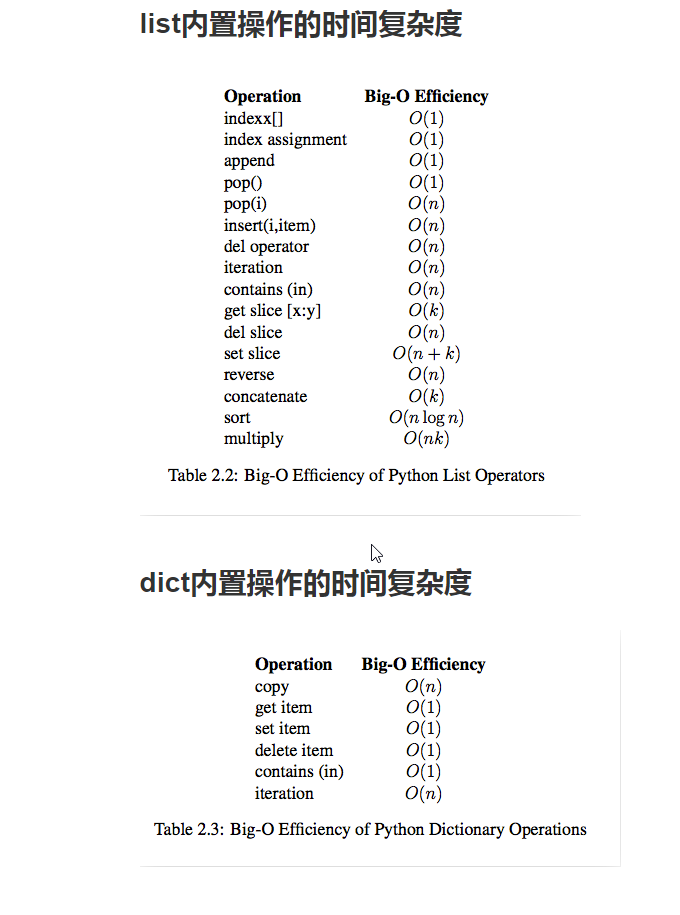 list内置操作的时间复杂度
Operation Big-O Efficiency
indexx[] O(1)
index assignment O(1)
append O(1)
pop() O(1)
pop(i) O(n)
insert(i,item) O(n)
del operator O(n)
iteration O(n)
contains (in) O(n)
get slice [x:y] O(k)
del slice O(n)
set slice O(n + k)
reverse O(n)
concatenate O(k)
sort O(n log n)
multiply O(nk)
Table 2.2: Big-O Efficiency of Python List Operators
dict内置操作的时间复杂度
Operation Big-O Efficiency
copy O(n)
get item O(1)
set item O(1)
delete item O(1)
contains (in) O(1)
iteration O(n)
Table 2.3: Big-O Efficiency of Python Dictionary Operations